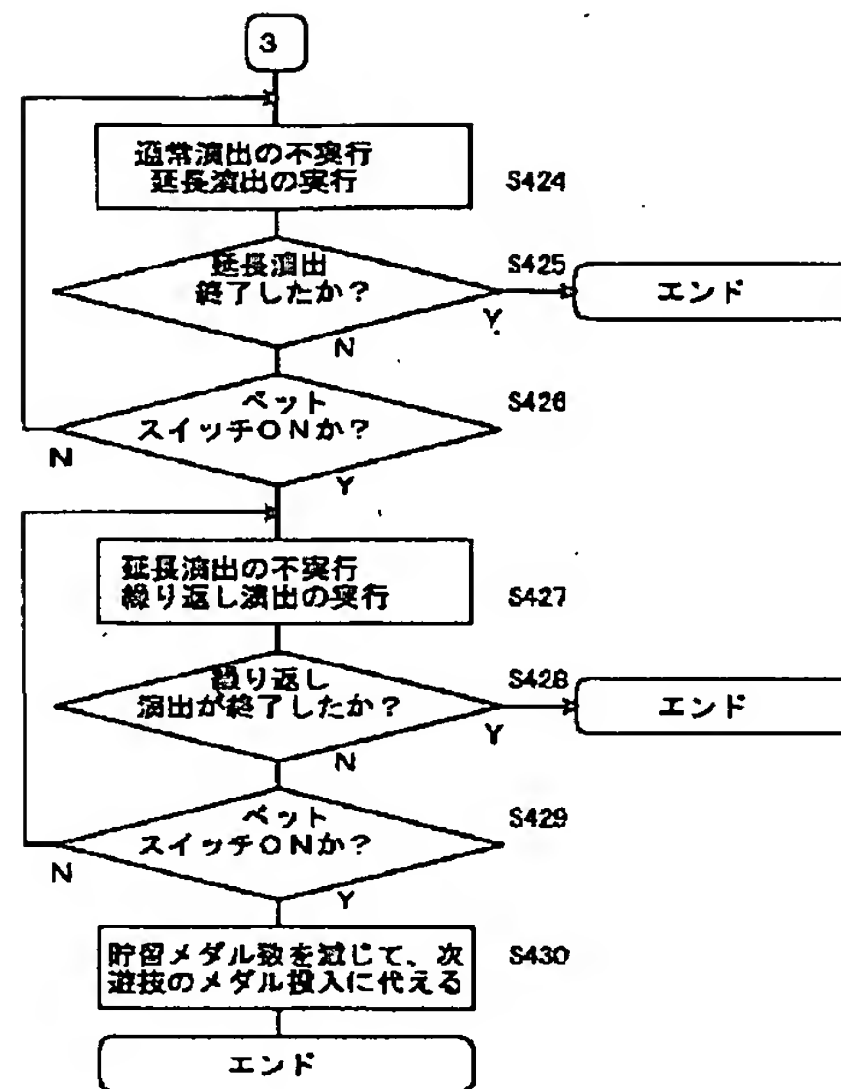 3
通常演出の不実行
延長演出の実行
S424
延長演出
終了したか？
S425
Y
エンド
N
ベット
スイッチONか？
S426
N
Y
延長演出の不実行
繰り返し演出の実行
S427
繰り返し
演出が終了したか？
S428
Y
エンド
N
ベット
スイッチONか？
S429
N
Y
貯留メダル数を減じて、次
遊技のメダル投入に代える
S430
エンド